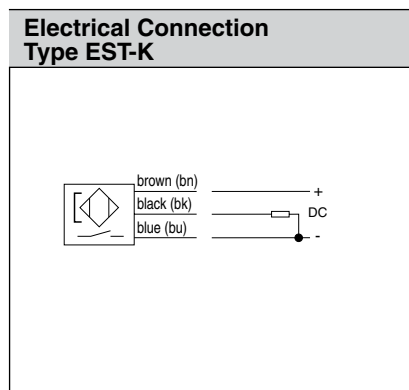 Electrical Connection
Type EST-K
brown (bn)
+
black (bk)
DC
blue (bu)
-